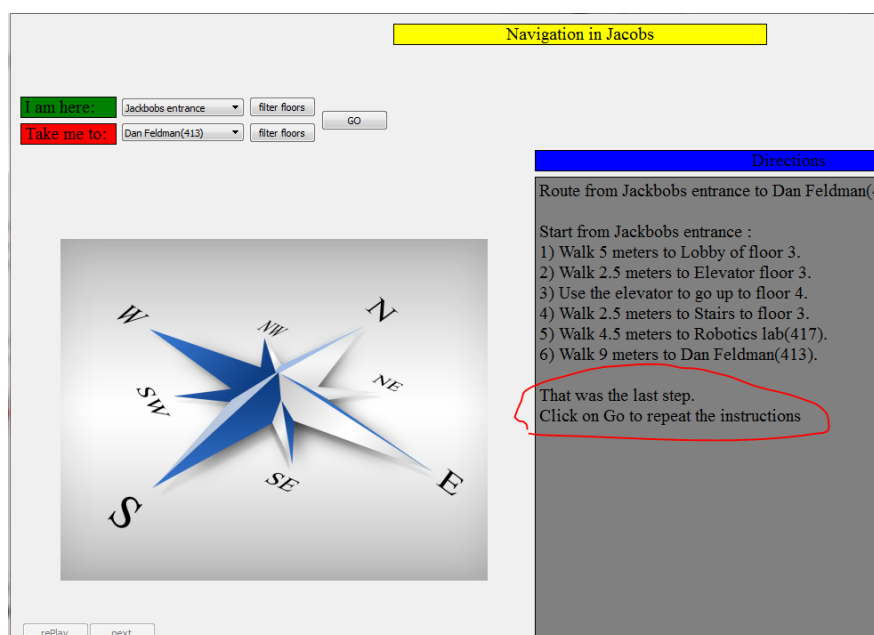 Navigation in Jacobs
I am here:
Jackbobs entrance
filter floors
GO
Take me to:
Dan Feldman(413)
filter floors
Directions
Route from Jackbobs entrance to Dan Feldman(
Start from Jackbobs entrance :
1) Walk 5 meters to Lobby of floor 3.
2) Walk 2.5 meters to Elevator floor 3.
3) Use the elevator to go up to floor 4.
4) Walk 2.5 meters to Stairs to floor 3.
5) Walk 4.5 meters to Robotics lab(417).
6) Walk 9 meters to Dan Feldman(413).
That was the last step.
Click on Go to repeat the instructions
W
NW
N
SW
NE
S
SE
E
rePlay
next